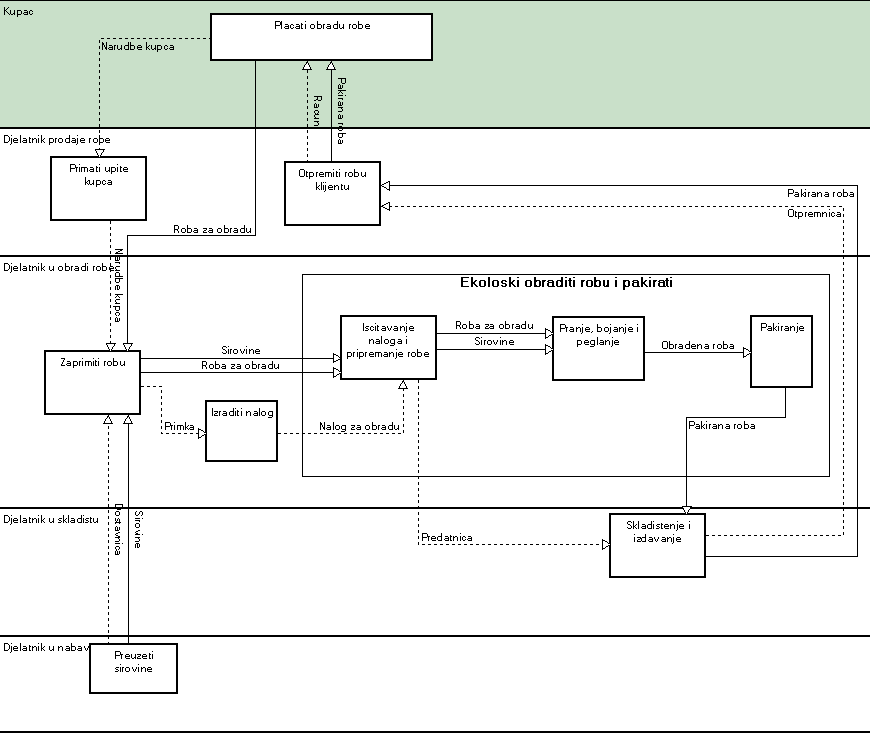 Kupac
Placati obradu robe
Narudbe kupca
Racun
Pakirana roba
Djelatnik prodaje robe
Primati upite
kupca
Otpremiti robu
klijentu
Pakirana roba
Otpremnica
Roba za obradu
Narudbe kupca
Djelatnik u obradi robe
Ekoloski obraditi robu i pakirati
Iscitavanje
naloga i
pripremanje robe
Roba za obradu
Sirovine
Pranje, bojanje i
peglanje
Obradena roba
Pakiranje
Zaprimiti robu
Sirovine
Roba za obradu
Primka
Izraditi nalog
Nalog za obradu
Pakirana roba
Djelatnik u skladistu
Dostavnica
Sirovine
Predatnica
Skladistenje i
izdavanje
Djelatnik u nabav
Preuzeti
sirovine